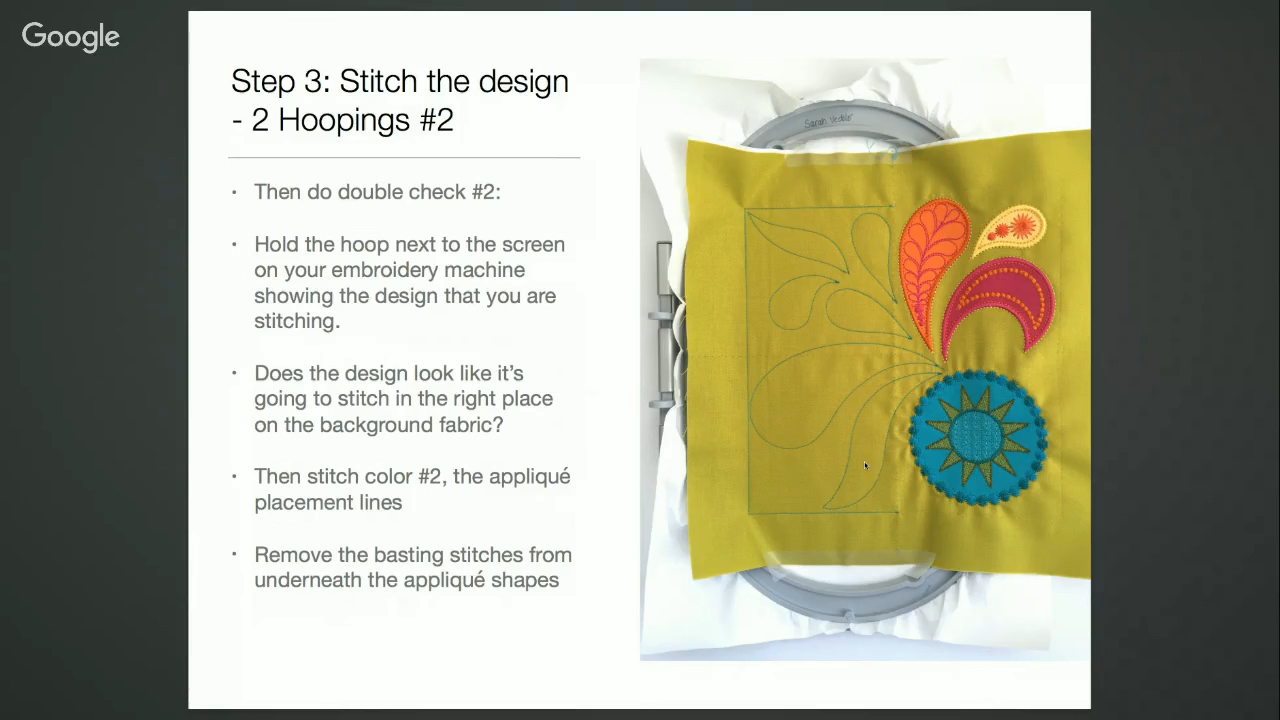 Google
Step 3: Stitch the design
- 2 Hoopings #2
• Then do double check #2:
• Hold the hoop next to the screen
on your embroidery machine
showing the design that you are
stitching.
• Does the design look like it’s
going to stitch in the right place
on the background fabric?
• Then stitch color #2, the appliqué
placement lines
• Remove the basting stitches from
underneath the appliqué shapes
Sarah Vedeler